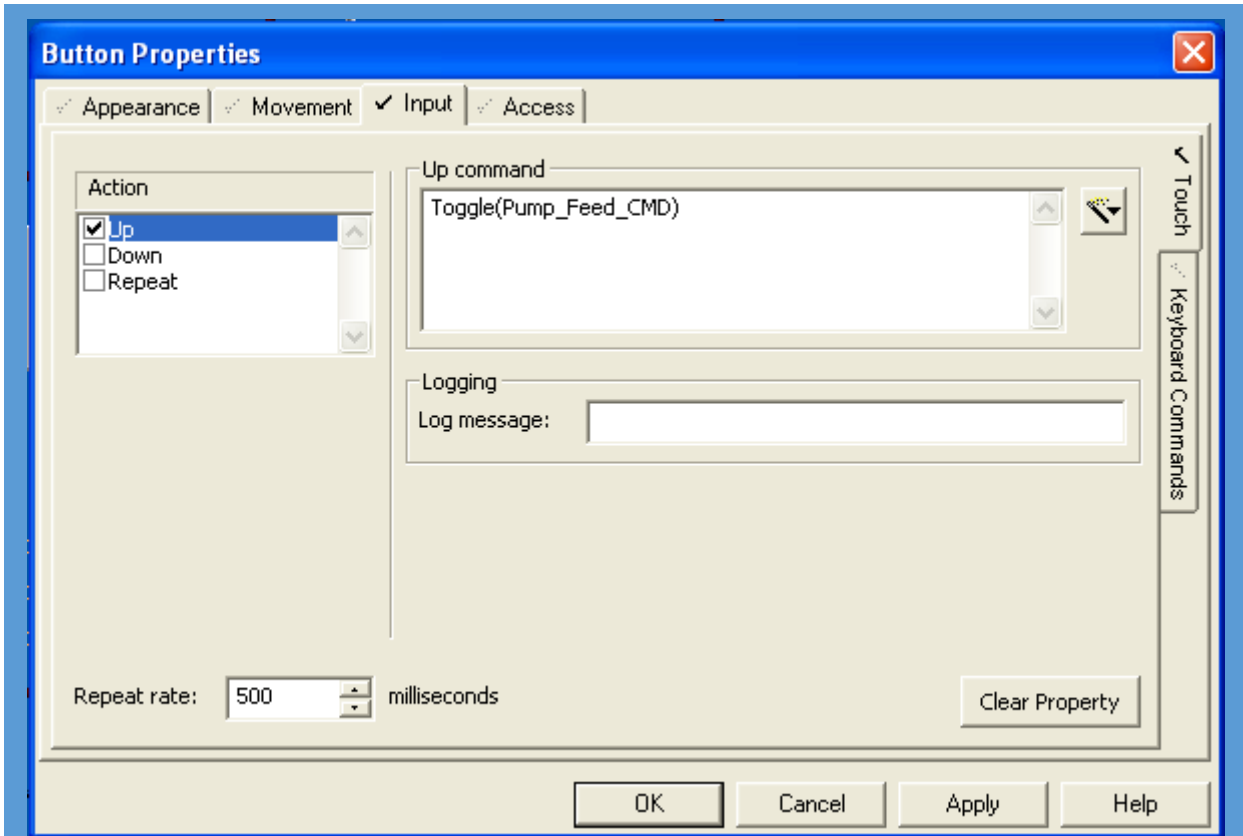 Button Properties
Appearance Movement Input Access
Action
Up
Down
Repeat
Up command
Toggle(Pump_Feed_CMD)
Logging
Log message:
Touch
Keyboard Commands
Repeat rate: 500 milliseconds
Clear Property
OK Cancel Apply Help